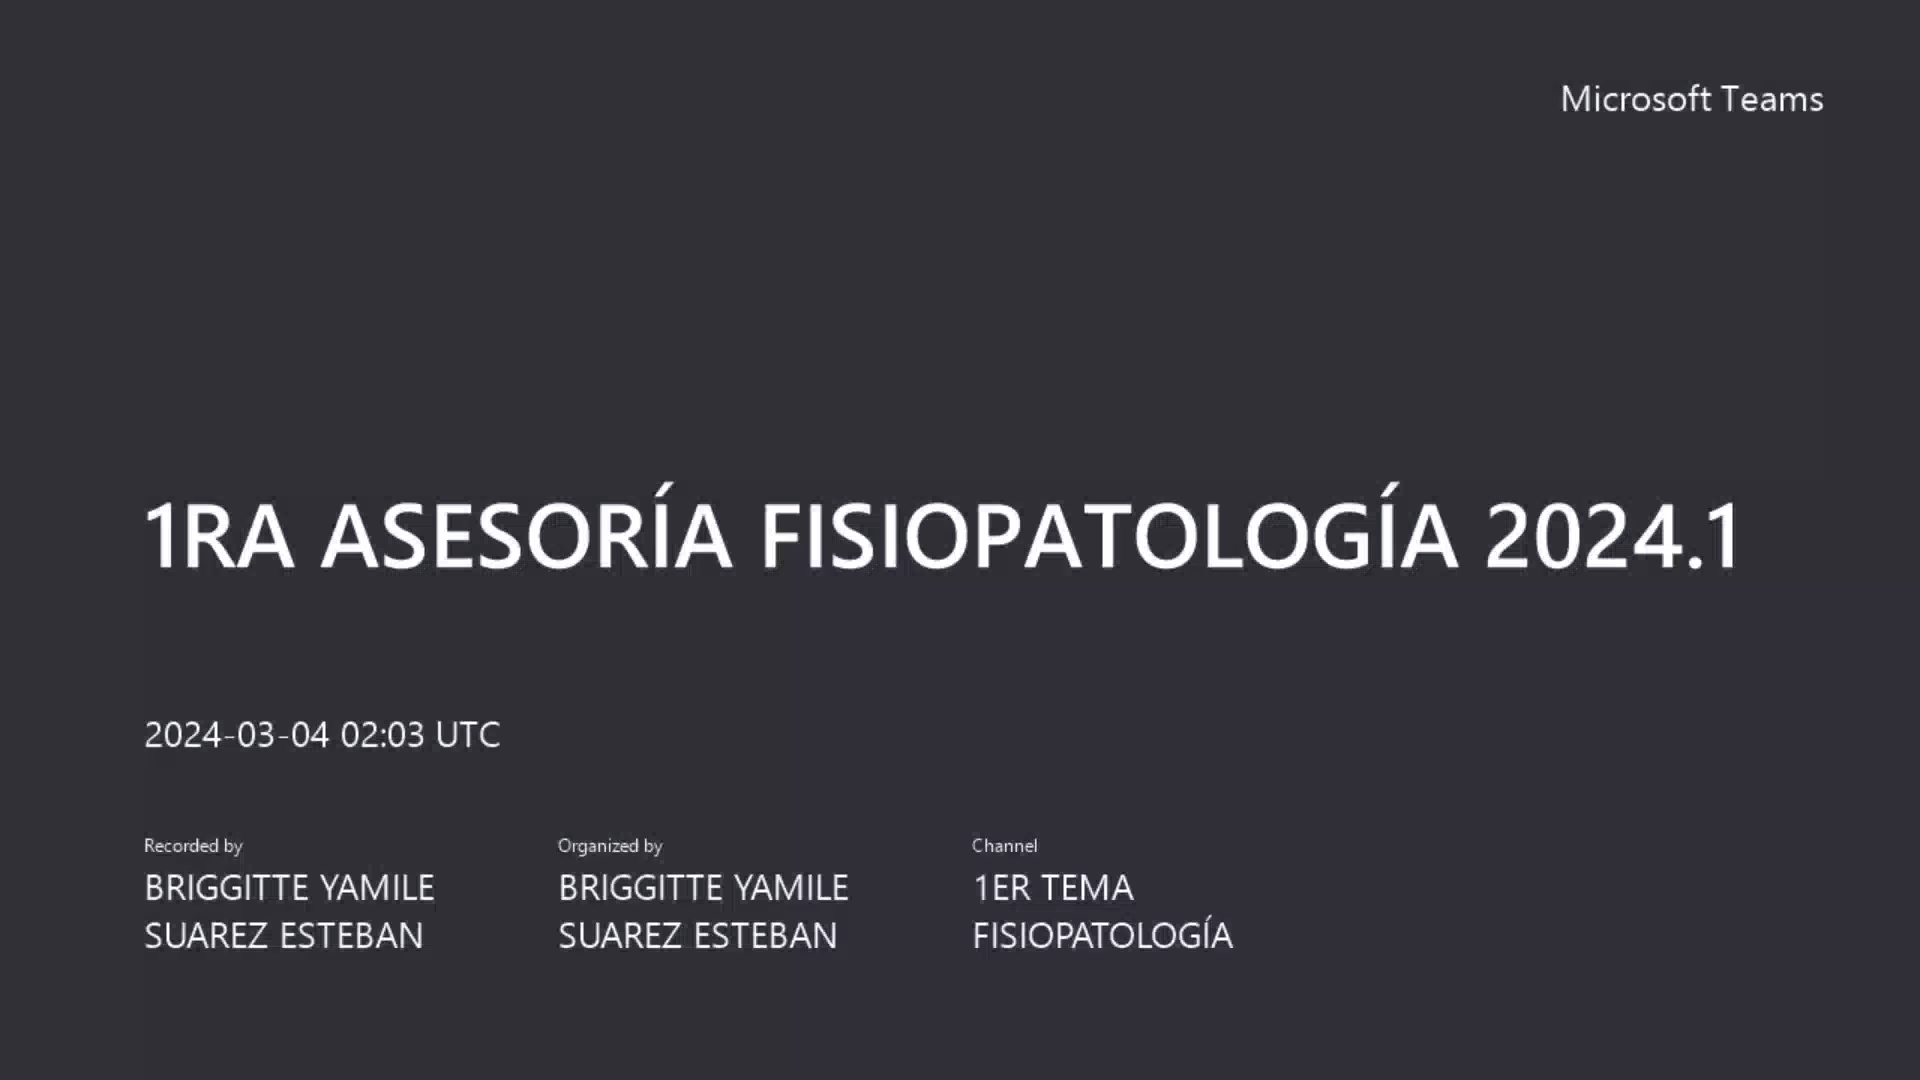 Microsoft Teams
1RA ASESORÍA FISIOPATOLOGÍA 2024.1
2024-03-04 02:03 UTC
Recorded by
BRIGGITTE YAMILE
SUAREZ ESTEBAN
Organized by
BRIGGITTE YAMILE
SUAREZ ESTEBAN
Channel
1ER TEMA
FISIOPATOLOGÍA